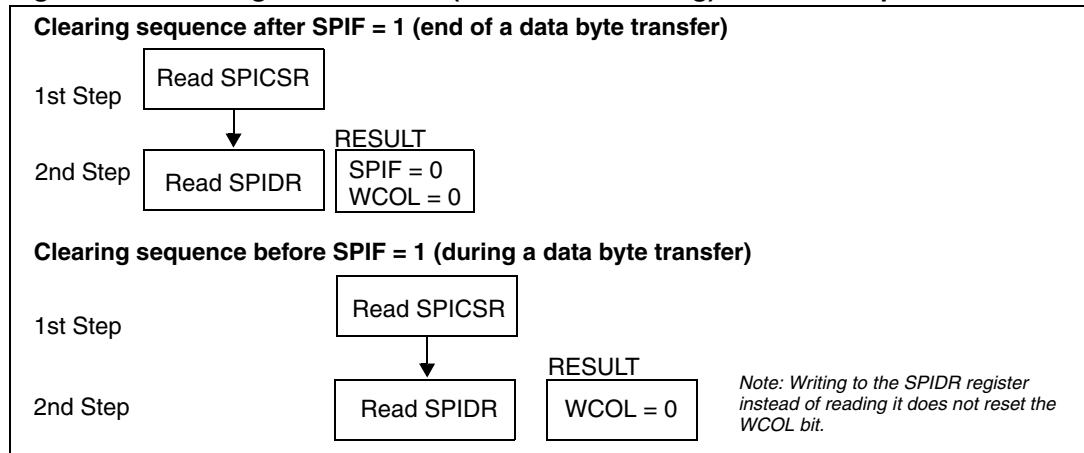 Clearing sequence after SPIF = 1 (end of a data byte transfer)
1st Step
Read SPICSR
2nd Step
Read SPIDR
RESULT
SPIF = 0
WCOL = 0
Clearing sequence before SPIF = 1 (during a data byte transfer)
1st Step
Read SPICSR
2nd Step
Read SPIDR
RESULT
WCOL = 0
Note: Writing to the SPIDR register
instead of reading it does not reset the
WCOL bit.